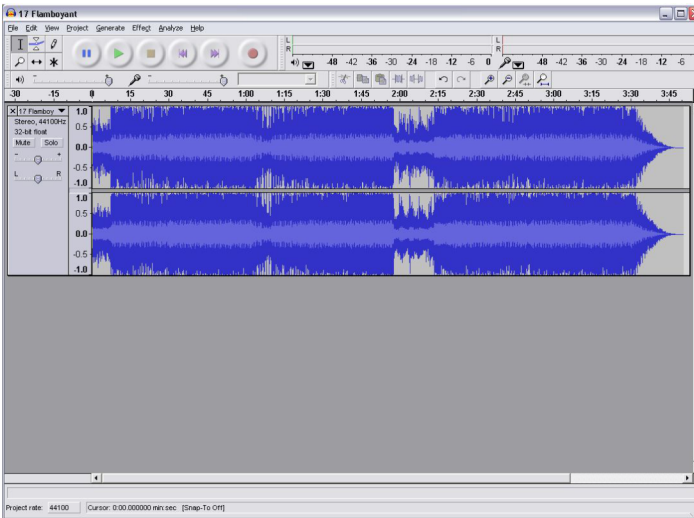 17 Flamboyant
File Edit View Project Generate Effect Analyze Help
L
R
-48 -42 -36 -30 -24 -18 -12 -6 0
L
R
-48 -42 -36 -30 -24 -18 -12 -6
-30 -15 0 15 30 45 1:00 1:15 1:30 1:45 2:00 2:15 2:30 2:45 3:00 3:15 3:30 3:45
X 17 Flamboy
Stereo, 44100Hz
32-bit float
Mute Solo
- +
L R
1.0
0.5
0.0
-0.5
-1.0
1.0
0.5
0.0
-0.5
-1.0
Project rate: 44100 Cursor: 0:00.000000 min:sec [Snap-To Off]